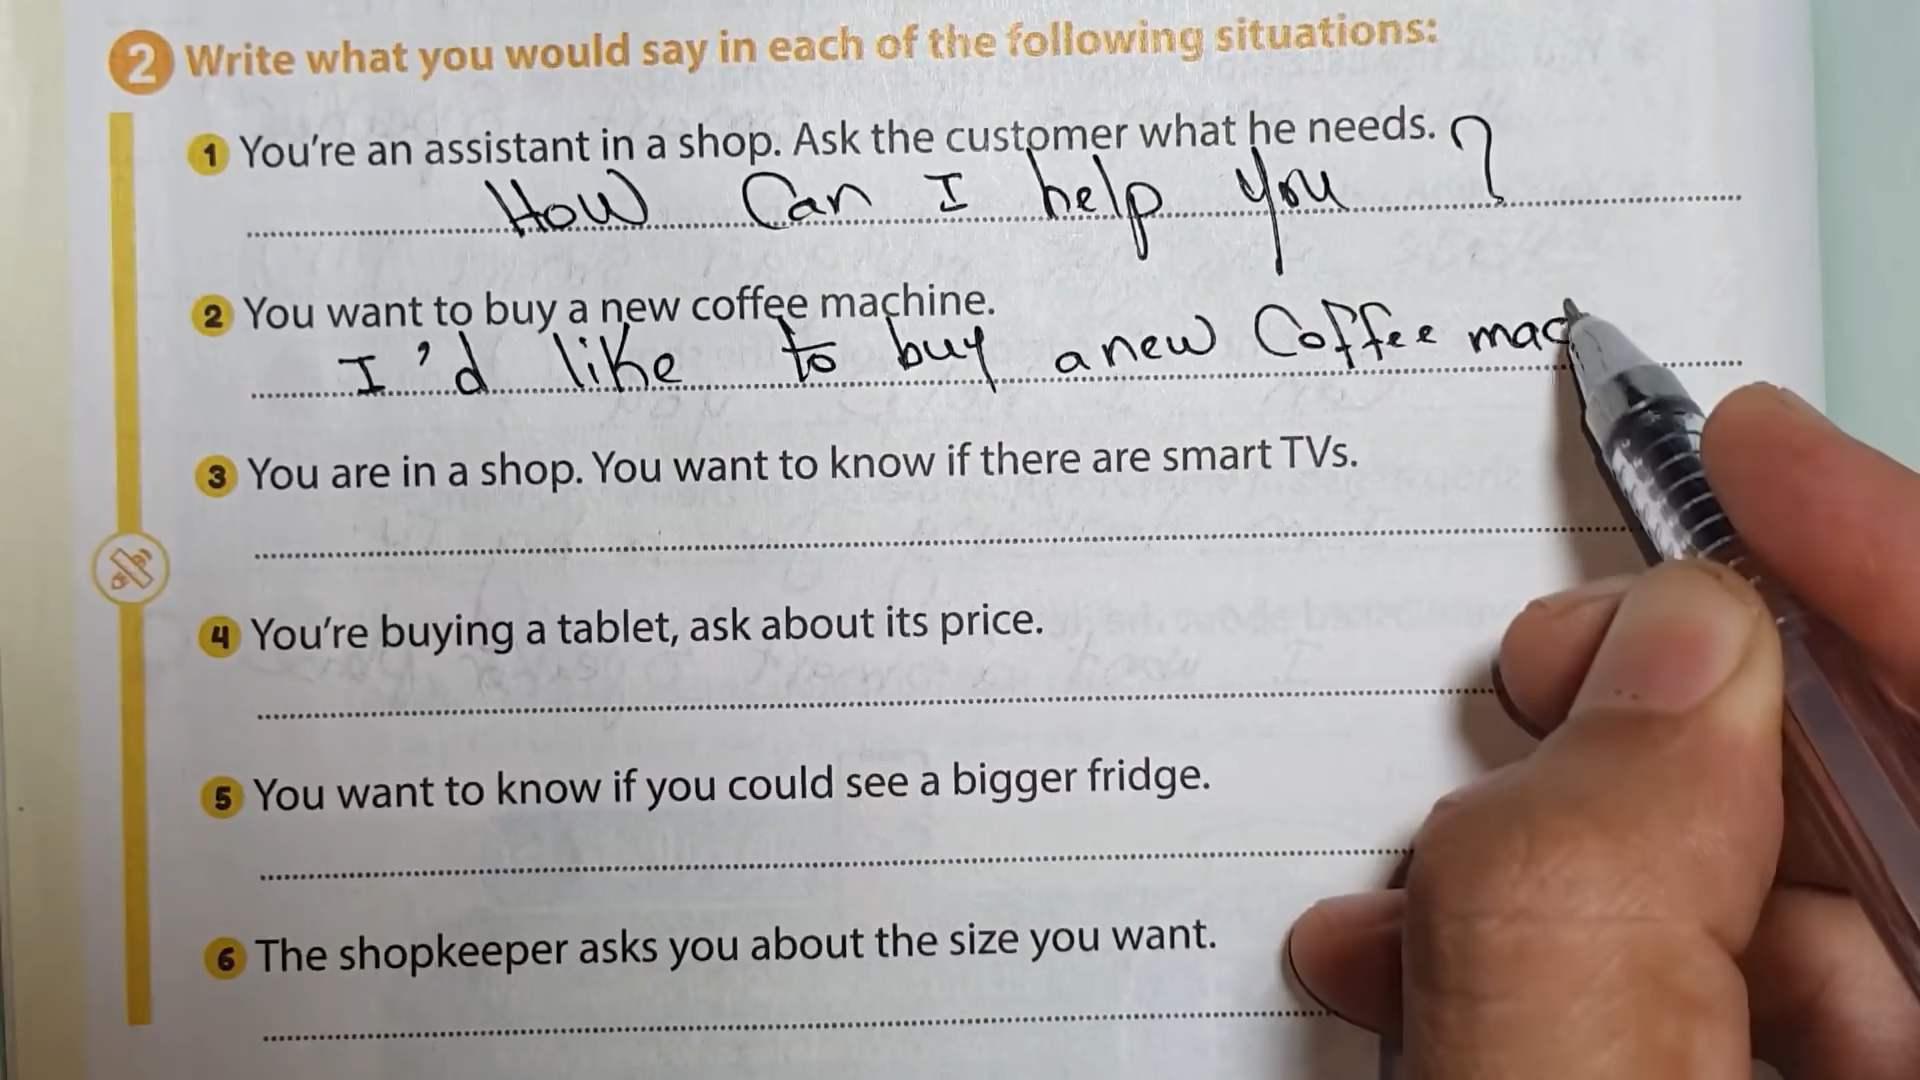 2 Write what you would say in each of the following situations:
1 You're an assistant in a shop. Ask the customer what he needs.
How Can I help you ?
2 You want to buy a new coffee machine.
I'd like to buy a new Coffee mac
3 You are in a shop. You want to know if there are smart TVs.
4 You're buying a tablet, ask about its price.
5 You want to know if you could see a bigger fridge.
6 The shopkeeper asks you about the size you want.